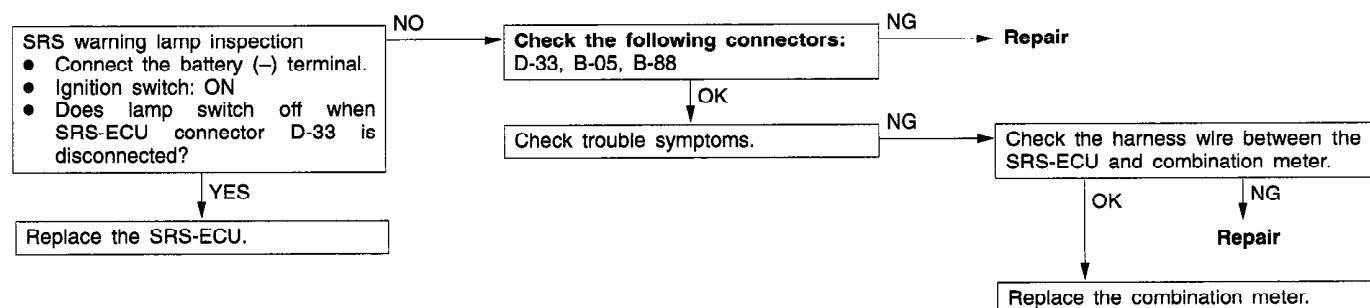 SRS warning lamp inspection
● Connect the battery (–) terminal.
● Ignition switch: ON
● Does lamp switch off when
SRS-ECU connector D-33 is
disconnected?
NO
YES
Replace the SRS-ECU.
Check the following connectors:
D-33, B-05, B-88
NG
Repair
OK
Check trouble symptoms.
NG
Check the harness wire between the
SRS-ECU and combination meter.
OK
NG
Repair
Replace the combination meter.